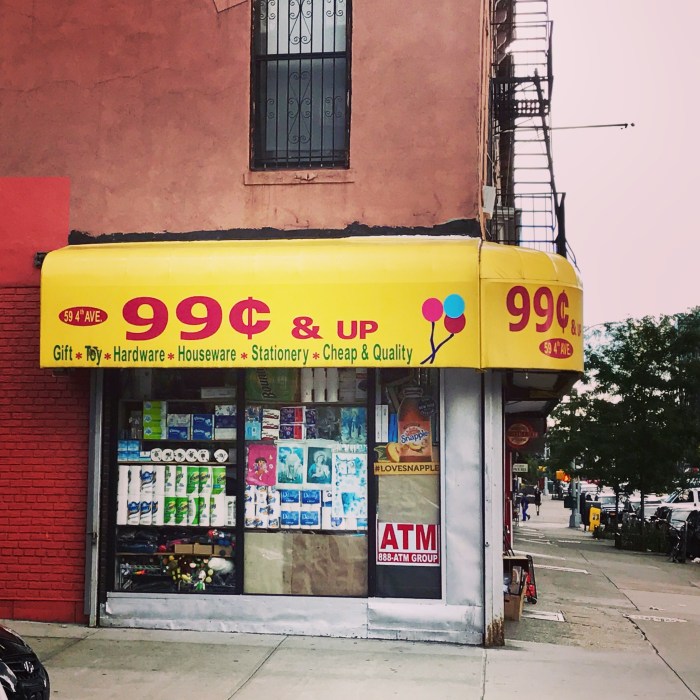 59 4th AVE.
99¢ & UP
Gift * Toy * Hardware * Houseware * Stationery * Cheap & Quality
99¢ &
59 4th AVE.
Bounty
Snapple
#LOVESNAPPLE
ATM
888-ATM GROUP